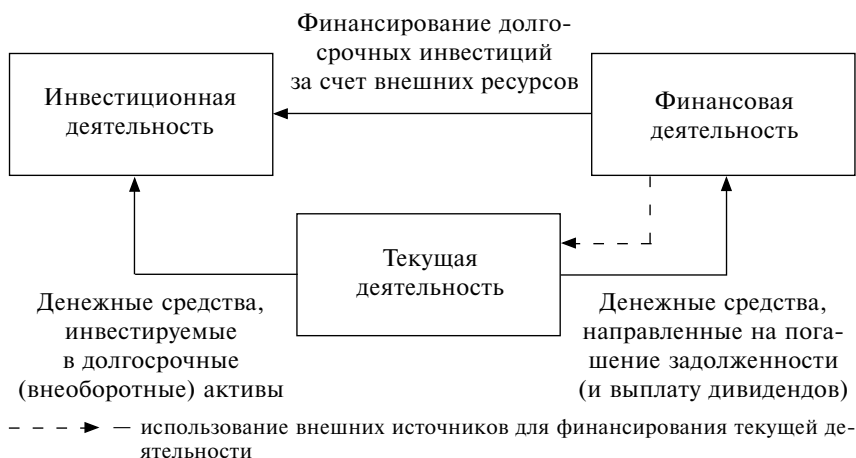 Финансирование долго-
срочных инвестиций
за счет внешних ресурсов
Инвестиционная
деятельность
Финансовая
деятельность
Текущая
деятельность
Денежные средства,
инвестируемые
в долгосрочные
(внеоборотные) активы
Денежные средства,
направленные на пога-
шение задолженности
(и выплату дивидендов)
— использование внешних источников для финансирования текущей де-
ятельности